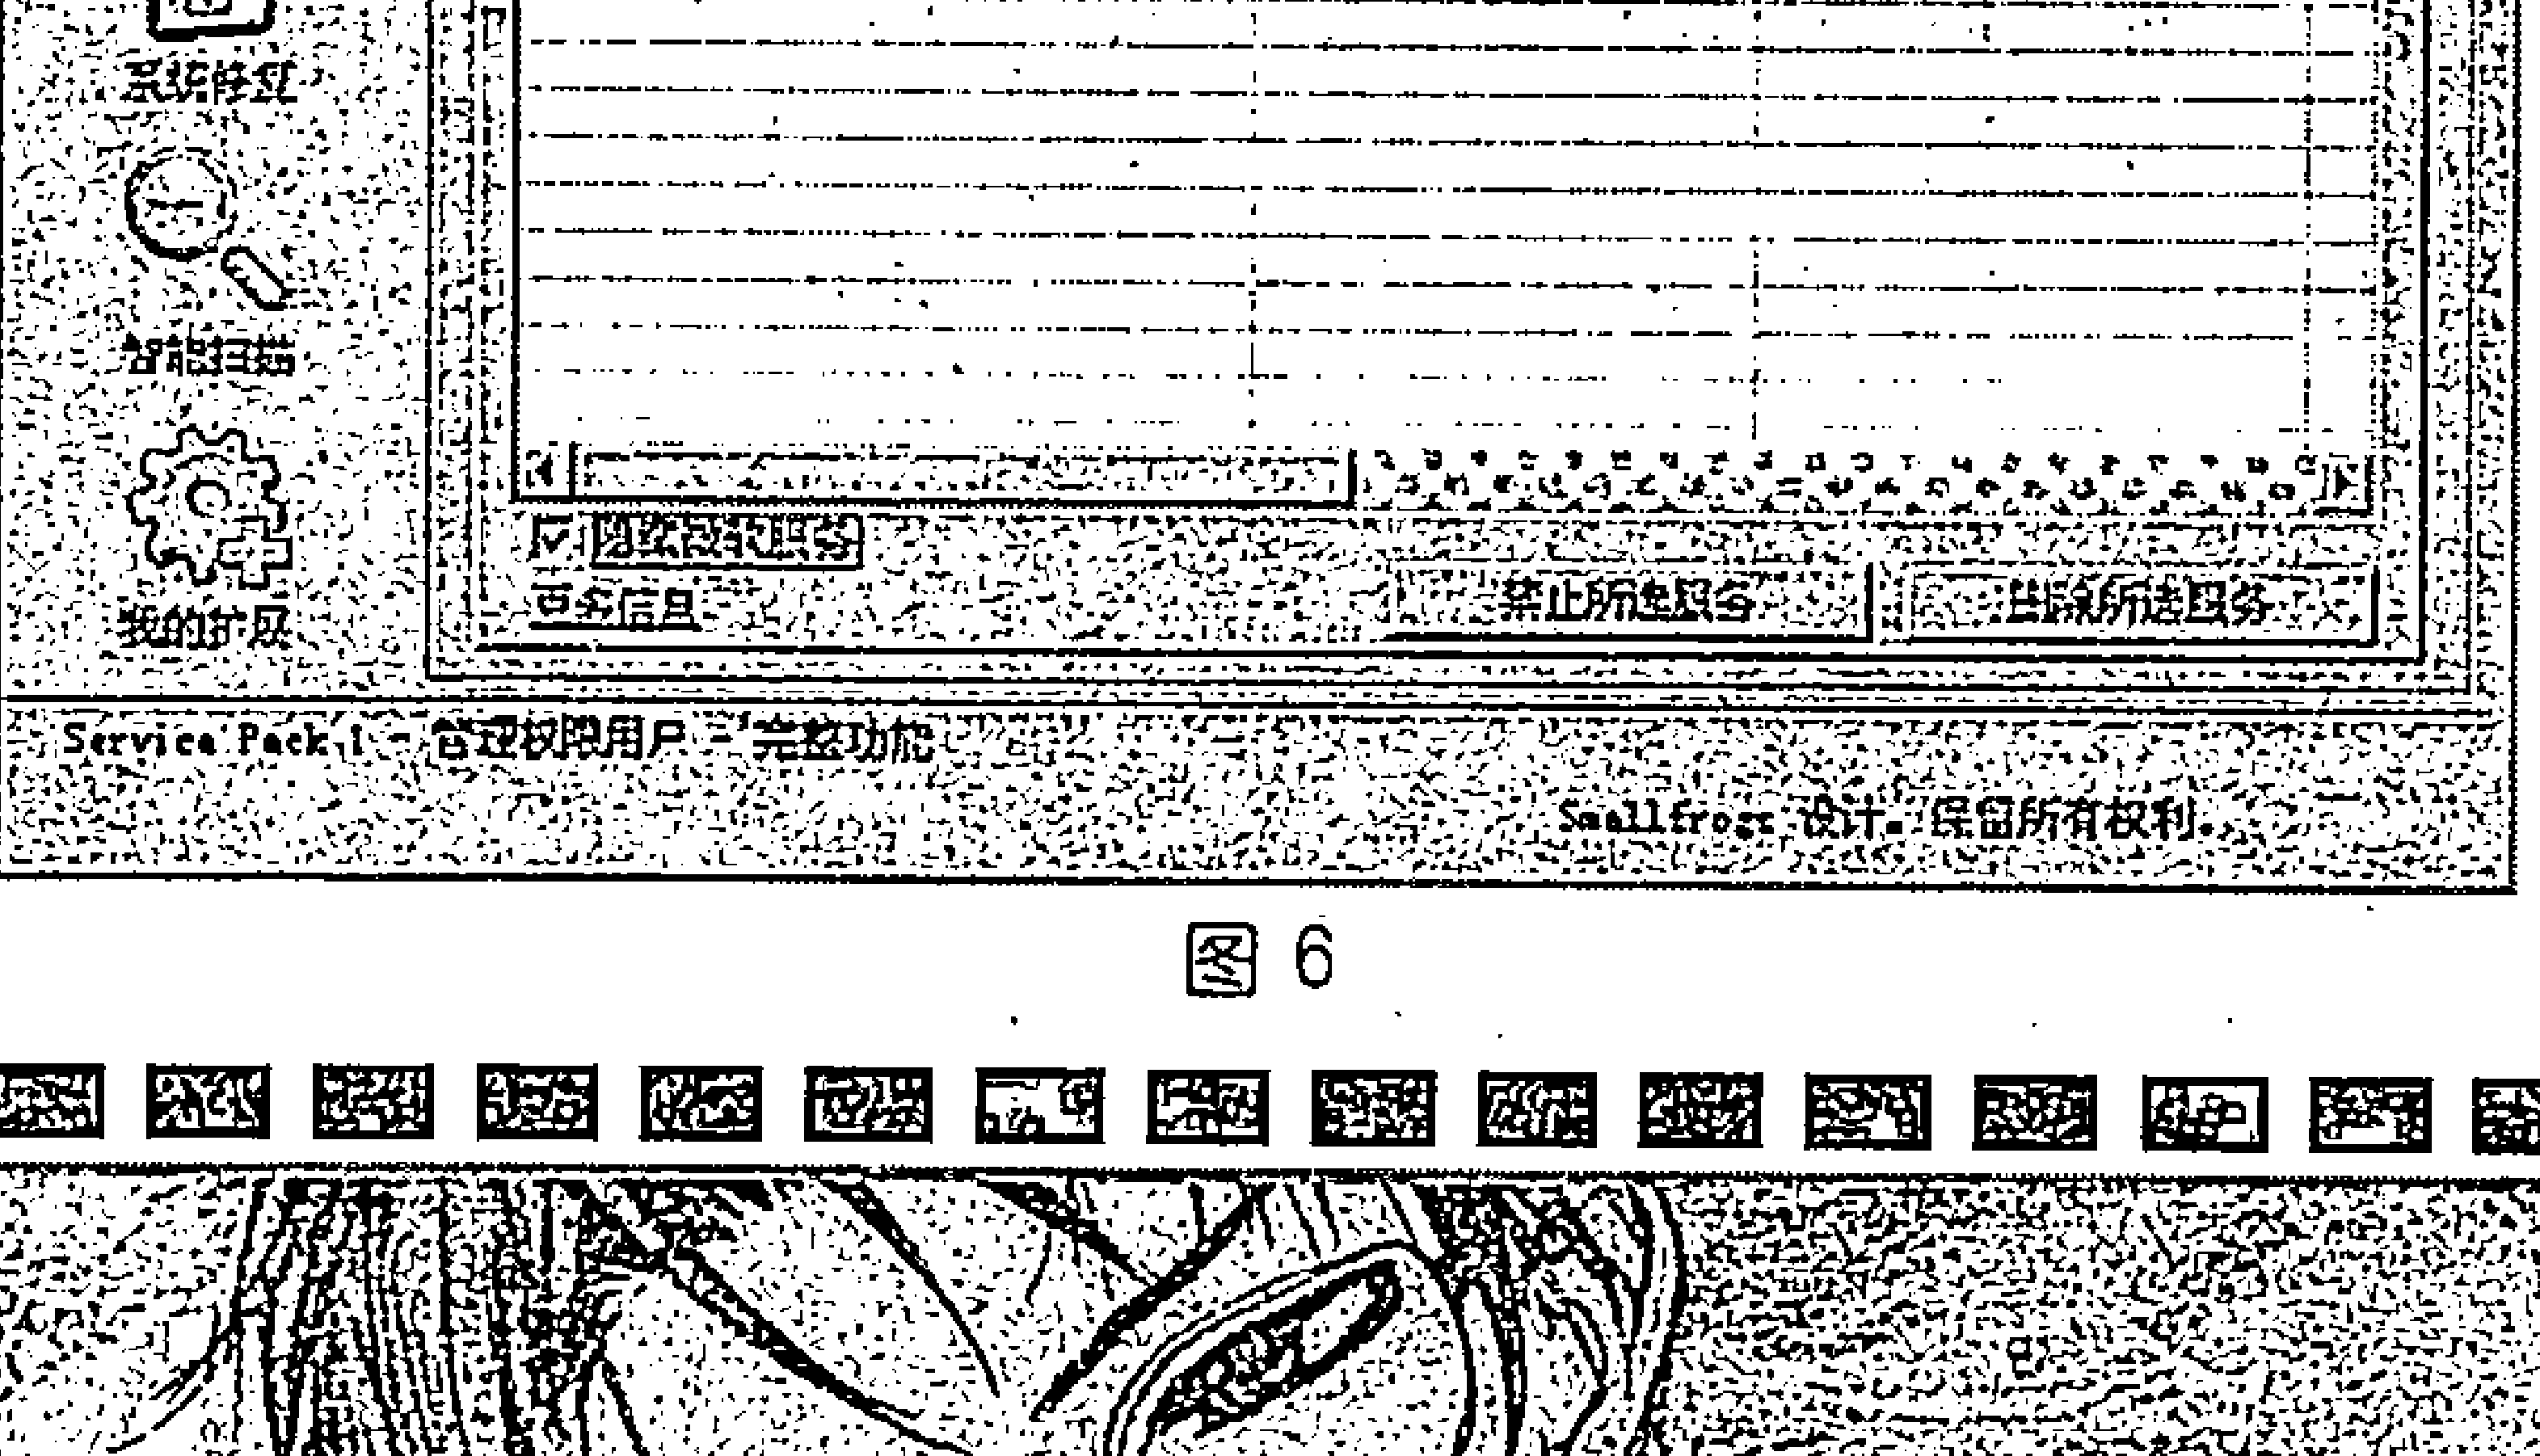 系统修复
智能扫描
我的扩展
隐藏微软服务
服务信息
禁止所选服务
删除所选服务
Service Pack 1 - 管理权限用户 - 完整功能
Smallfrogs 设计。保留所有权利。
图 6